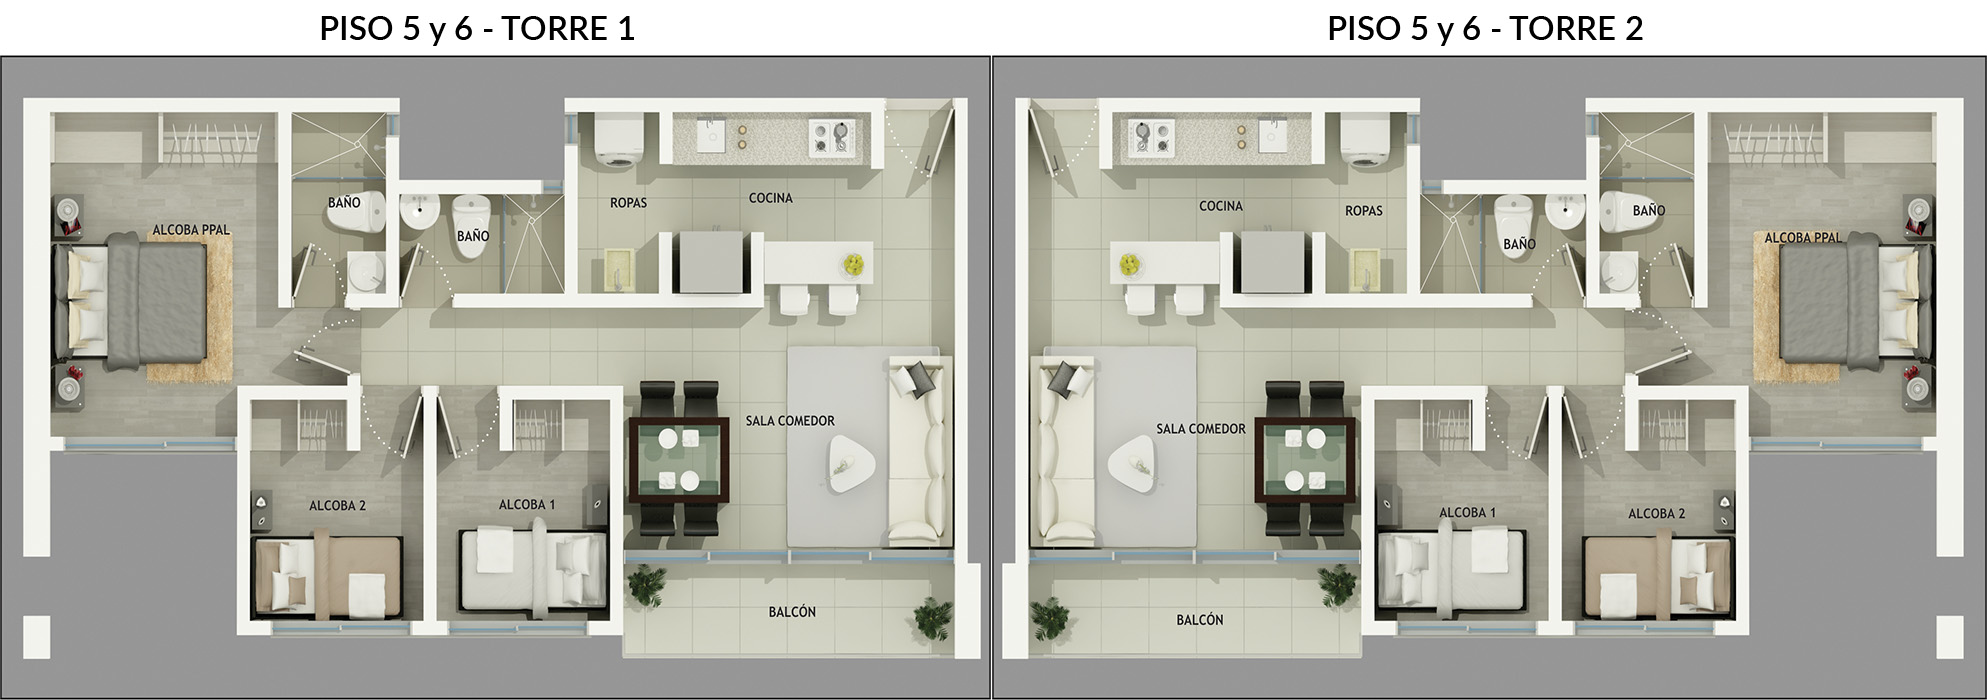 PISO 5 y 6 - TORRE 1
PISO 5 y 6 - TORRE 2
BAÑO
ROPAS
COCINA
ALCOBA PPAL
BAÑO
SALA COMEDOR
ALCOBA 2
ALCOBA 1
BALCÓN
COCINA
ROPAS
BAÑO
BAÑO
ALCOBA PPAL
SALA COMEDOR
ALCOBA 1
ALCOBA 2
BALCÓN